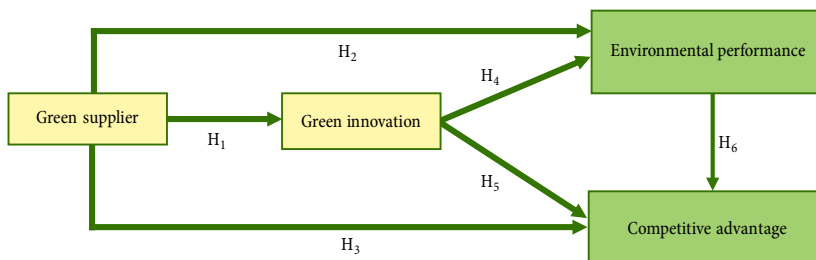 Environmental performance
H2
H4
Green supplier
Green innovation
H1
H6
H5
Competitive advantage
H3